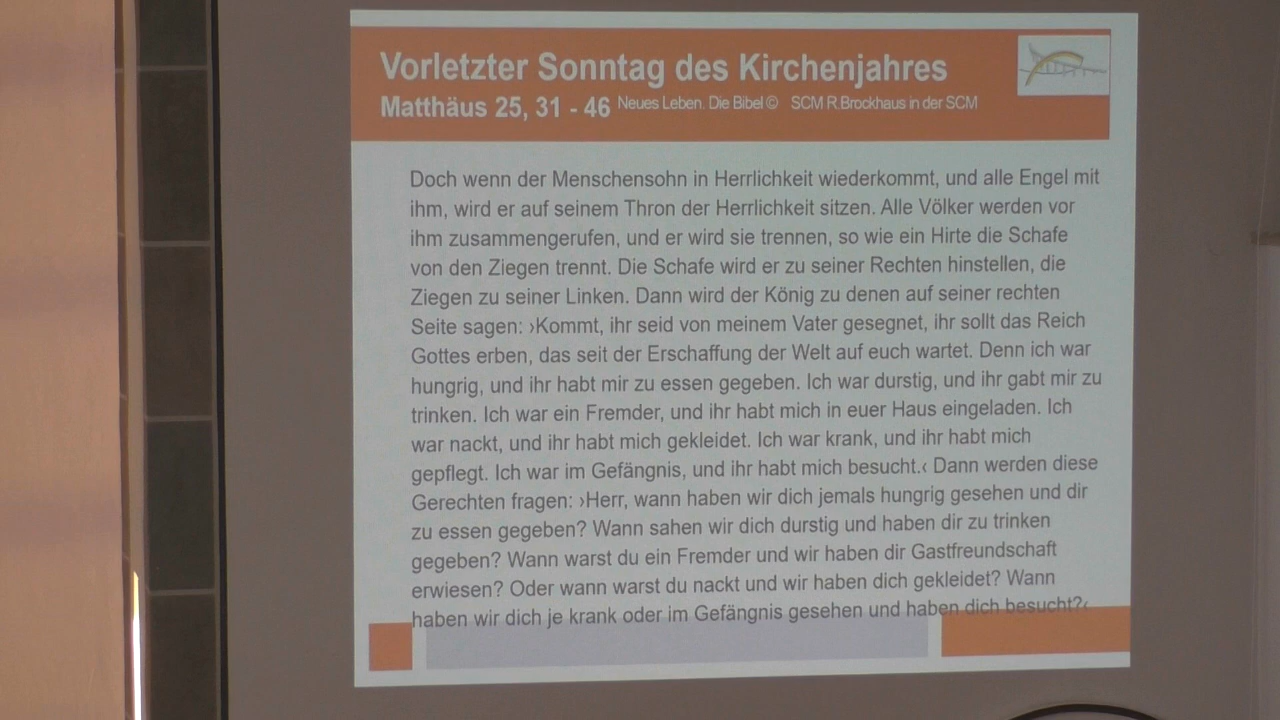 Vorletzter Sonntag des Kirchenjahres
Matthäus 25, 31 - 46 Neues Leben. Die Bibel © SCM R.Brockhaus in der SCM
Doch wenn der Menschensohn in Herrlichkeit wiederkommt, und alle Engel mit
ihm, wird er auf seinem Thron der Herrlichkeit sitzen. Alle Völker werden vor
ihm zusammengerufen, und er wird sie trennen, so wie ein Hirte die Schafe
von den Ziegen trennt. Die Schafe wird er zu seiner Rechten hinstellen, die
Ziegen zu seiner Linken. Dann wird der König zu denen auf seiner rechten
Seite sagen: ›Kommt, ihr seid von meinem Vater gesegnet, ihr sollt das Reich
Gottes erben, das seit der Erschaffung der Welt auf euch wartet. Denn ich war
hungrig, und ihr habt mir zu essen gegeben. Ich war durstig, und ihr gabt mir zu
trinken. Ich war ein Fremder, und ihr habt mich in euer Haus eingeladen. Ich
war nackt, und ihr habt mich gekleidet. Ich war krank, und ihr habt mich
gepflegt. Ich war im Gefängnis, und ihr habt mich besucht.‹ Dann werden diese
Gerechten fragen: ›Herr, wann haben wir dich jemals hungrig gesehen und dir
zu essen gegeben? Wann sahen wir dich durstig und haben dir zu trinken
gegeben? Wann warst du ein Fremder und wir haben dir Gastfreundschaft
erwiesen? Oder wann warst du nackt und wir haben dich gekleidet? Wann
haben wir dich je krank oder im Gefängnis gesehen und haben dich besucht?‹